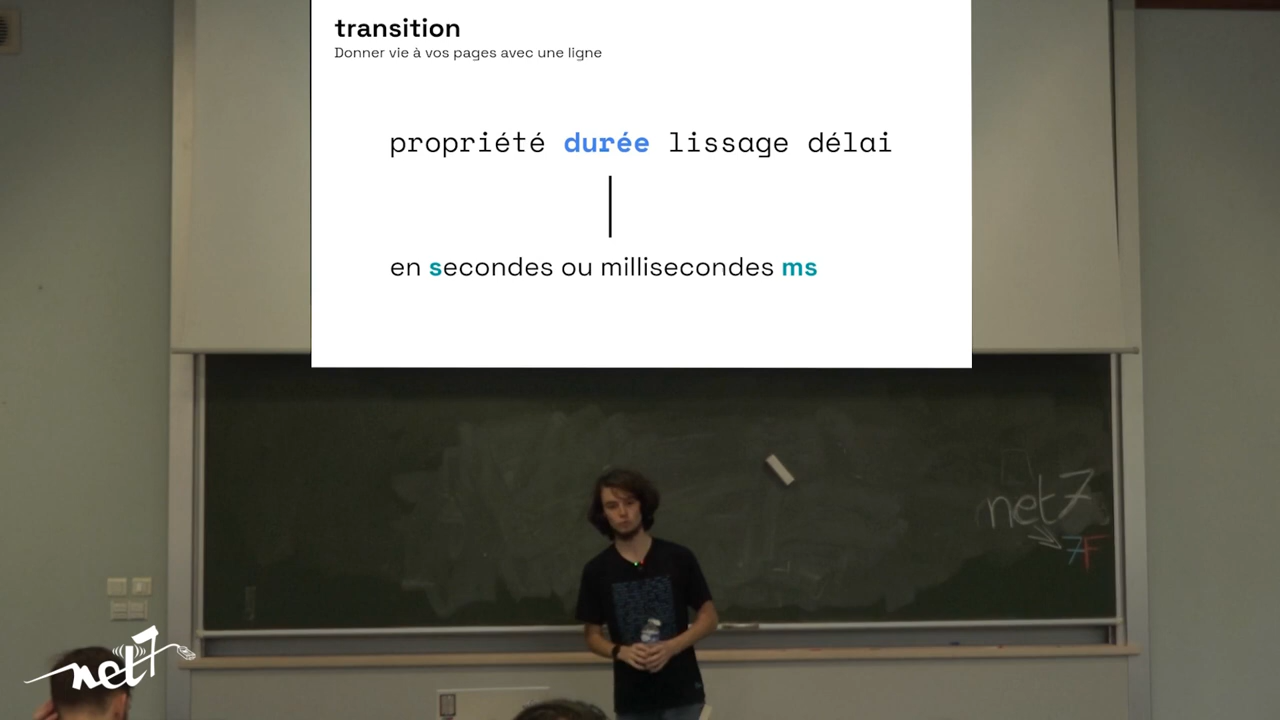 transition
Donner vie à vos pages avec une ligne
propriété durée lissage délai
en secondes ou millisecondes ms
net7
7F
net7